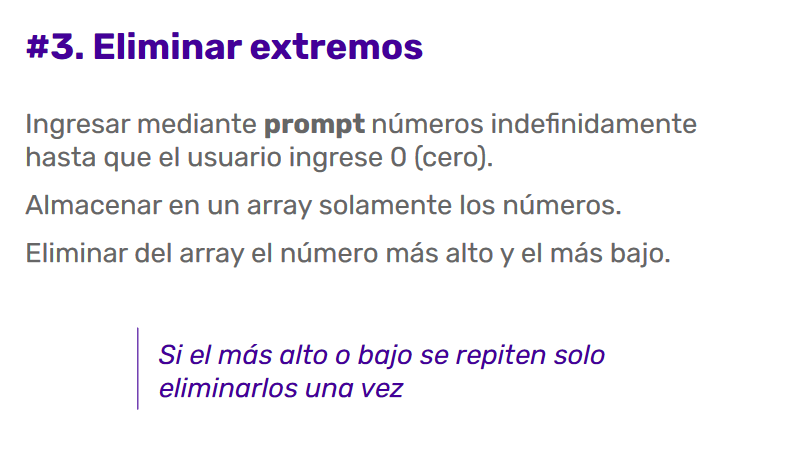 #3. Eliminar extremos
Ingresar mediante prompt números indefinidamente
hasta que el usuario ingrese 0 (cero).
Almacenar en un array solamente los números.
Eliminar del array el número más alto y el más bajo.
Si el más alto o bajo se repiten solo
eliminarlos una vez